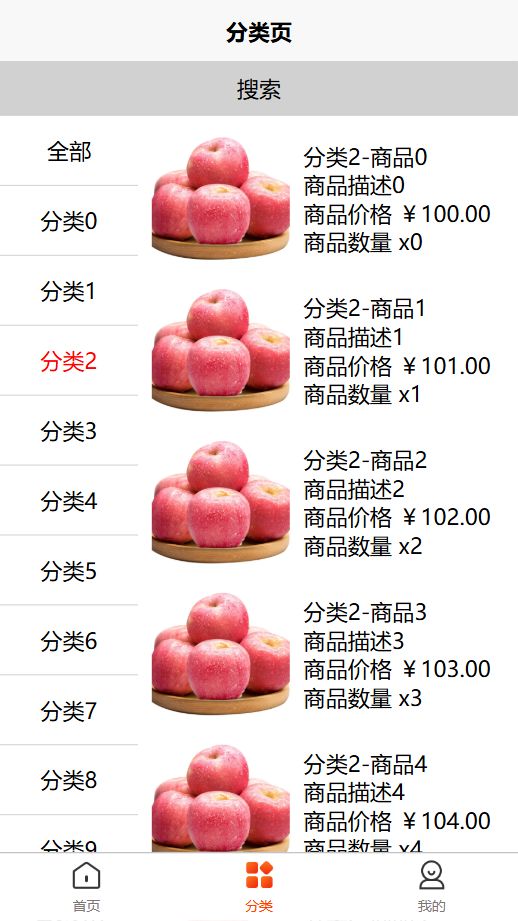 分类页
搜索
全部
分类0
分类1
分类2
分类3
分类4
分类5
分类6
分类7
分类8
分类9
分类2-商品0
商品描述0
商品价格 ￥100.00
商品数量 x0
分类2-商品1
商品描述1
商品价格 ￥101.00
商品数量 x1
分类2-商品2
商品描述2
商品价格 ￥102.00
商品数量 x2
分类2-商品3
商品描述3
商品价格 ￥103.00
商品数量 x3
分类2-商品4
商品描述4
商品价格 ￥104.00
商品数量 x4
首页
分类
我的